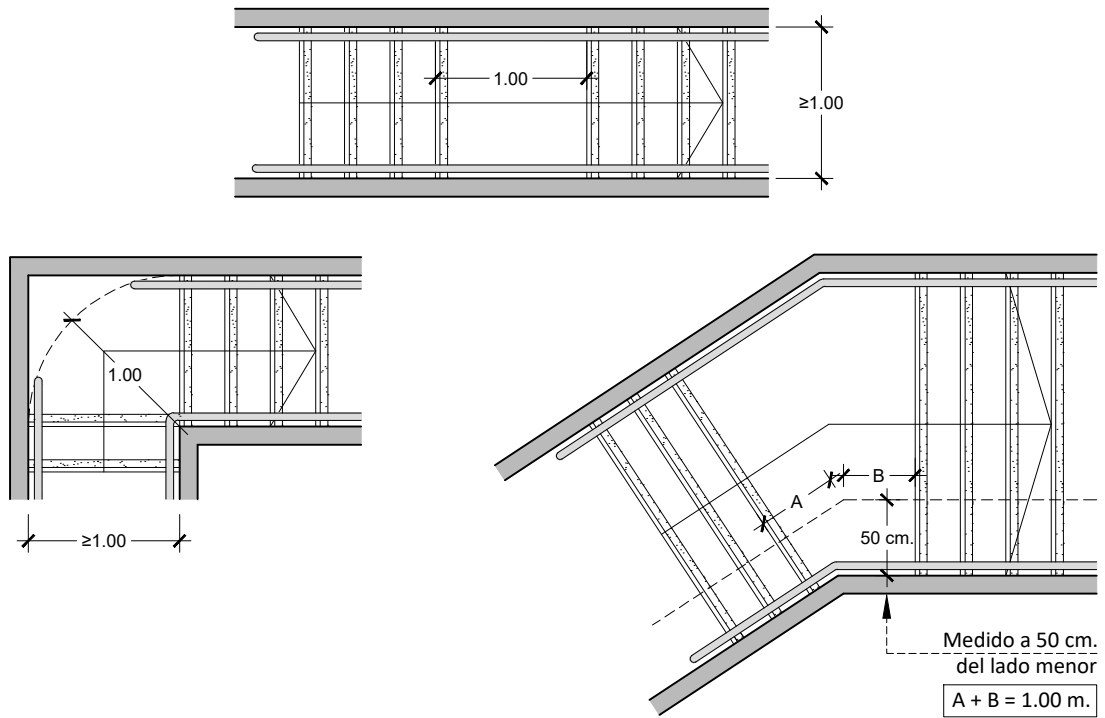 1.00
≥1.00
1.00
≥1.00
A
B
50 cm.
Medido a 50 cm.
del lado menor
A + B = 1.00 m.